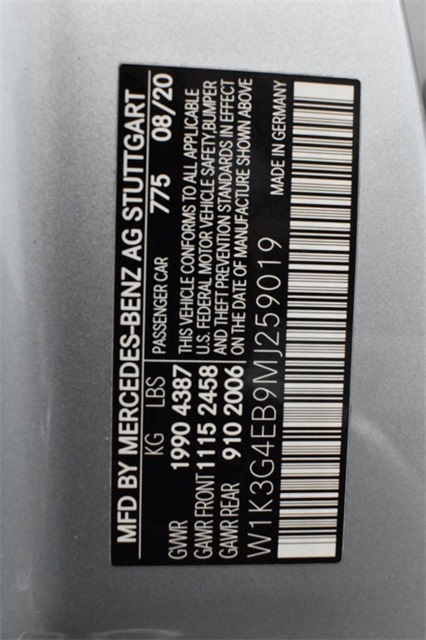 MFD BY MERCEDES-BENZ AG STUTTGART
KG LBS PASSENGER CAR 775 08/20
GWR 1990 4387 THIS VEHICLE CONFORMS TO ALL APPLICABLE
GAWR FRONT 1115 2458 U.S. FEDERAL MOTOR VEHICLE SAFETY, BUMPER
GAWR REAR 910 2006 AND THEFT PREVENTION STANDARDS IN EFFECT
ON THE DATE OF MANUFACTURE SHOWN ABOVE
W1K3G4EB9MJ259019 MADE IN GERMANY